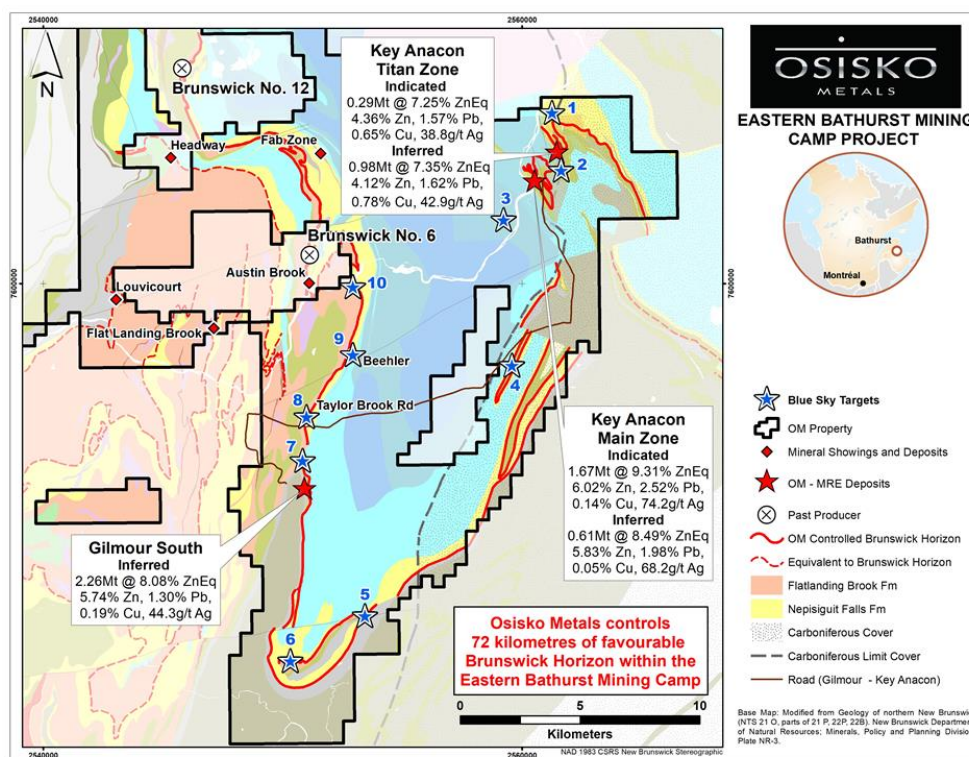 2540000
2560000
N
Brunswick No. 12
Headway
Fab Zone
Key Anacon
Titan Zone
Indicated
0.29Mt @ 7.25% ZnEq
4.36% Zn, 1.57% Pb,
0.65% Cu, 38.8g/t Ag
Inferred
0.98Mt @ 7.35% ZnEq
4.12% Zn, 1.62% Pb,
0.78% Cu, 42.9g/t Ag
1
2
3
Brunswick No. 6
Austin Brook
Louvicourt
Flat Landing Brook
7600000
7600000
10
9
Beehler
8
Taylor Brook Rd
7
4
Key Anacon
Main Zone
Indicated
1.67Mt @ 9.31% ZnEq
6.02% Zn, 2.52% Pb,
0.14% Cu, 74.2g/t Ag
Inferred
0.61Mt @ 8.49% ZnEq
5.83% Zn, 1.98% Pb,
0.05% Cu, 68.2g/t Ag
Gilmour South
Inferred
2.26Mt @ 8.08% ZnEq
5.74% Zn, 1.30% Pb,
0.19% Cu, 44.3g/t Ag
5
6
Osisko Metals controls
72 kilometres of favourable
Brunswick Horizon within the
Eastern Bathurst Mining Camp
0 5 10
Kilometers
NAD 1983 CSRS New Brunswick Stereographic
2540000
2560000
OSISKO
METALS
EASTERN BATHURST MINING
CAMP PROJECT
Bathurst
Montréal
Blue Sky Targets
OM Property
Mineral Showings and Deposits
OM - MRE Deposits
Past Producer
OM Controlled Brunswick Horizon
Equivalent to Brunswick Horizon
Flatlanding Brook Fm
Nepisiguit Falls Fm
Carboniferous Cover
Carboniferous Limit Cover
Road (Gilmour - Key Anacon)
Base Map: Modified from Geology of northern New Brunswic
(NTS 21 O, parts of 21 P, 22P, 22B). New Brunswick Departmen
of Natural Resources; Minerals, Policy and Planning Divisio
Plate NR-3.